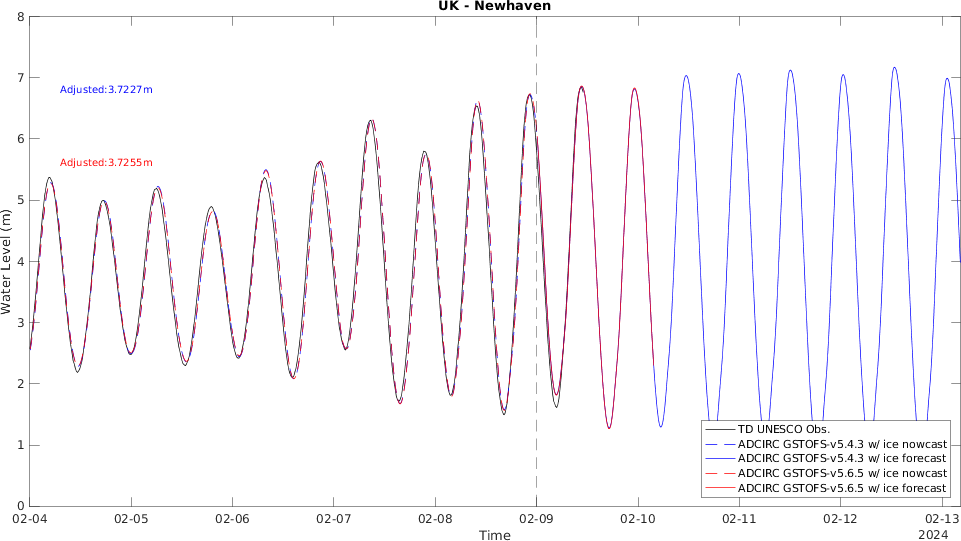 UK - Newhaven
8
7
6
5
4
3
2
1
0
Water Level (m)
Adjusted:3.7227m
Adjusted:3.7255m
TD UNESCO Obs.
ADCIRC GSTOFS-v5.4.3 w/ ice nowcast
ADCIRC GSTOFS-v5.4.3 w/ ice forecast
ADCIRC GSTOFS-v5.6.5 w/ ice nowcast
ADCIRC GSTOFS-v5.6.5 w/ ice forecast
02-04 02-05 02-06 02-07 02-08 02-09 02-10 02-11 02-12 02-13
Time
2024